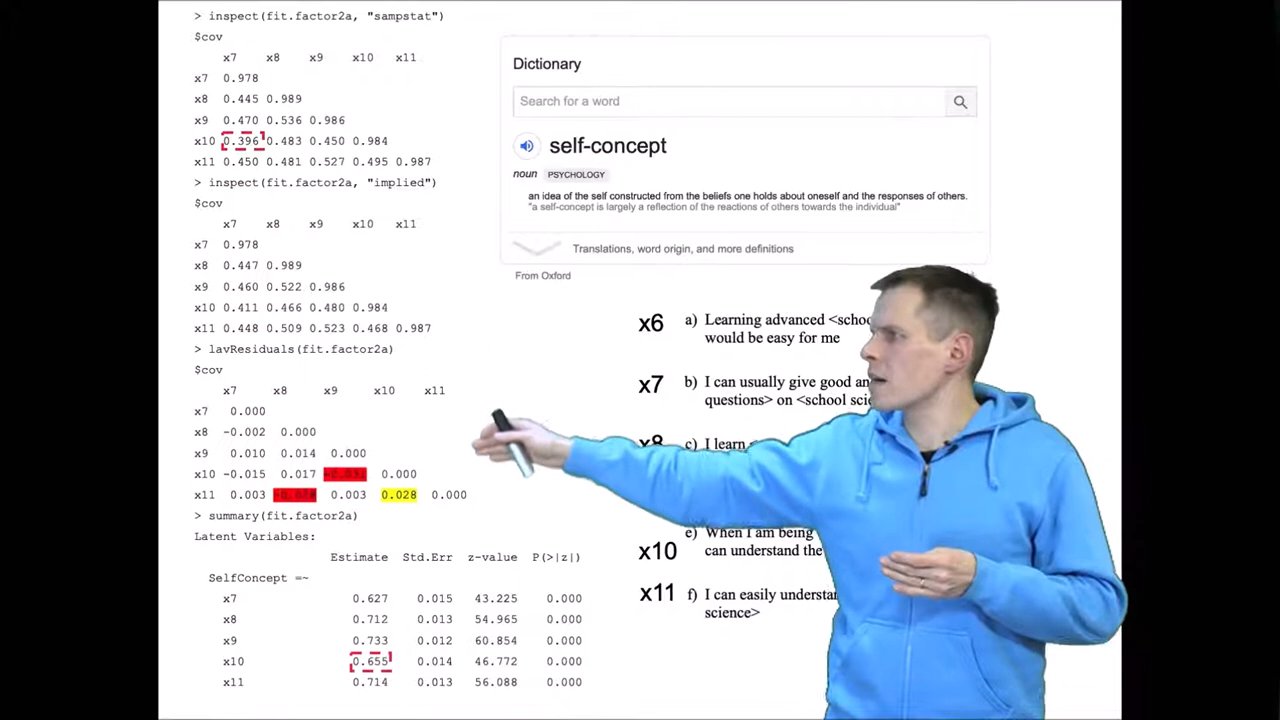 > inspect(fit.factor2a, "sampstat")
$cov
x7 x8 x9 x10 x11
x7 0.978
x8 0.445 0.989
x9 0.470 0.536 0.986
x10 0.396 0.483 0.450 0.984
x11 0.450 0.481 0.527 0.495 0.987
> inspect(fit.factor2a, "implied")
$cov
x7 x8 x9 x10 x11
x7 0.978
x8 0.447 0.989
x9 0.460 0.522 0.986
x10 0.411 0.466 0.480 0.984
x11 0.448 0.509 0.523 0.468 0.987
> lavResiduals(fit.factor2a)
$cov
x7 x8 x9 x10 x11
x7 0.000
x8 -0.002 0.000
x9 0.010 0.014 0.000
x10 -0.015 0.017 0.000
x11 0.003 0.003 0.028 0.000
> summary(fit.factor2a)
Latent Variables:
Estimate Std.Err z-value P(>|z|)
SelfConcept =~
x7 0.627 0.015 43.225 0.000
x8 0.712 0.013 54.965 0.000
x9 0.733 0.012 60.854 0.000
x10 0.655 0.014 46.772 0.000
x11 0.714 0.013 56.088 0.000
Dictionary
Search for a word
self-concept
noun PSYCHOLOGY
an idea of the self constructed from the beliefs one holds about oneself and the responses of others.
"a self-concept is largely a reflection of the reactions of others towards the individual"
Translations, word origin, and more definitions
From Oxford
x6 a) Learning advanced
would be easy for me
x7 b) I can usually give good
questions> on <school
x8 c) I learn
e) When I am being
x10 can understand the
x11 f) I can easily
science>